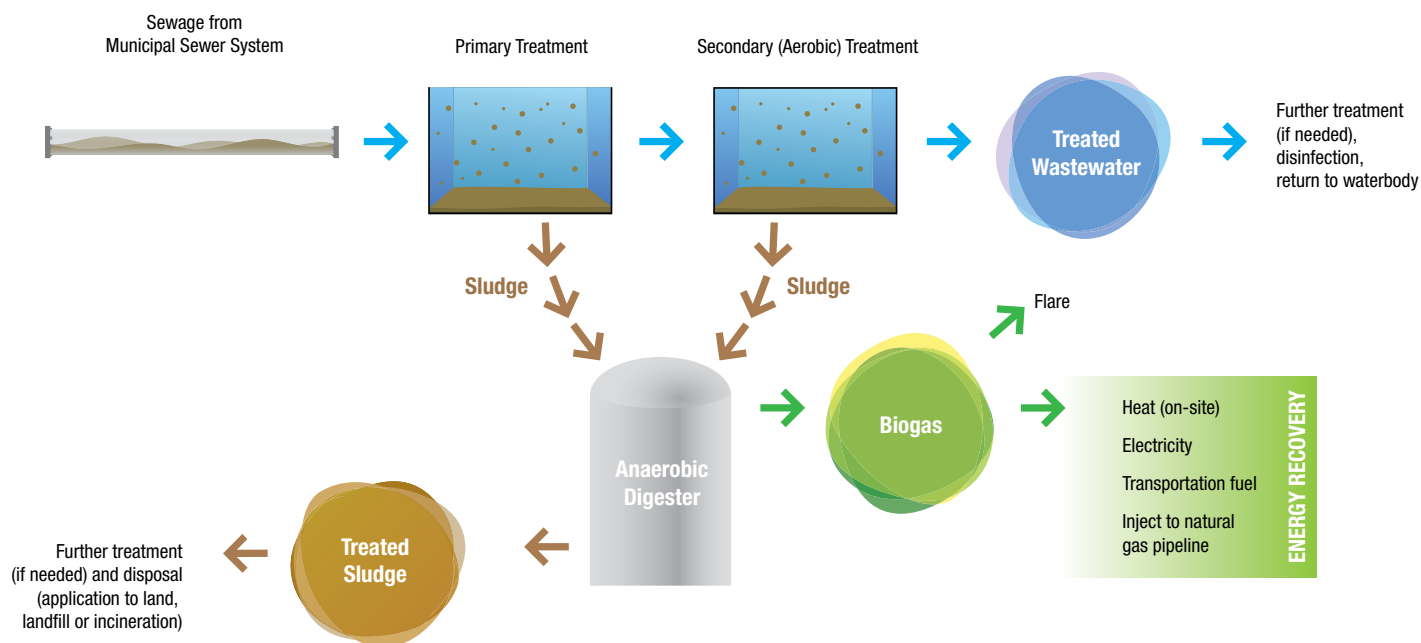 Sewage from
Municipal Sewer System
Primary Treatment
Secondary (Aerobic) Treatment
Treated
Wastewater
Further treatment
(if needed),
disinfection,
return to waterbody
Sludge
Sludge
Flare
Anaerobic
Digester
Biogas
Heat (on-site)
Electricity
Transportation fuel
Inject to natural
gas pipeline
ENERGY RECOVERY
Treated
Sludge
Further treatment
(if needed) and disposal
(application to land,
landfill or incineration)